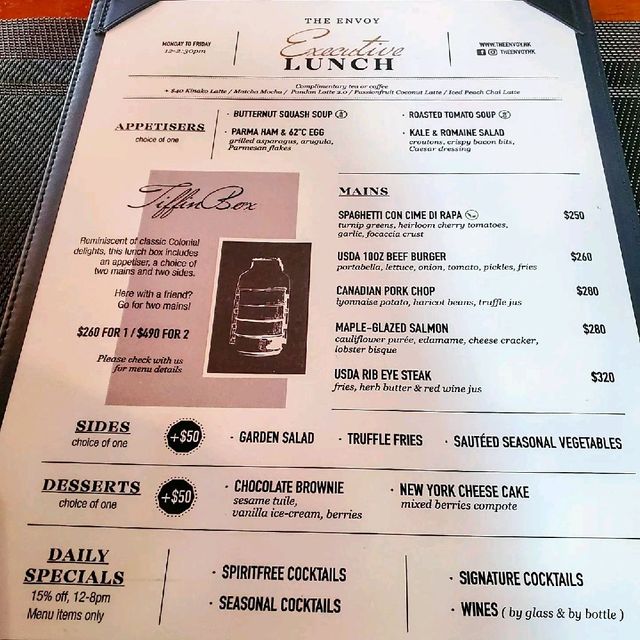 THE ENVOY
MONDAY TO FRIDAY
12-2:30pm
Executive
LUNCH
WWW.THEENVOY.HK
THEENVOYHK
Complimentary tea or coffee
+ $40 Kinako Latte / Matcha Mocha / Pandan Latte 2.0 / Passionfruit Coconut Latte / Iced Peach Chai Latte
APPETISERS
choice of one
· BUTTERNUT SQUASH SOUP
· PARMA HAM & 62°C EGG
grilled asparagus, arugula,
Parmesan flakes
· ROASTED TOMATO SOUP
· KALE & ROMAINE SALAD
croutons, crispy bacon bits,
Caesar dressing
Tiffin Box
Reminiscent of classic Colonial
delights, this lunch box includes
an appetiser, a choice of
two mains and two sides.
Here with a friend?
Go for two mains!
$260 FOR 1 / $490 FOR 2
Please check with us
for menu details
MAINS
SPAGHETTI CON CIME DI RAPA $250
turnip greens, heirloom cherry tomatoes,
garlic, focaccia crust
USDA 10OZ BEEF BURGER $260
portabella, lettuce, onion, tomato, pickles, fries
CANADIAN PORK CHOP $280
lyonnaise potato, haricot beans, truffle jus
MAPLE-GLAZED SALMON $280
cauliflower purée, edamame, cheese cracker,
lobster bisque
USDA RIB EYE STEAK $320
fries, herb butter & red wine jus
SIDES
choice of one
+$50
· GARDEN SALAD · TRUFFLE FRIES · SAUTÉED SEASONAL VEGETABLES
DESSERTS
choice of one
+$50
· CHOCOLATE BROWNIE
sesame tuile,
vanilla ice-cream, berries
· NEW YORK CHEESE CAKE
mixed berries compote
DAILY
SPECIALS
15% off, 12-8pm
Menu items only
· SPIRITFREE COCKTAILS
· SEASONAL COCKTAILS
· SIGNATURE COCKTAILS
· WINES ( by glass & by bottle )